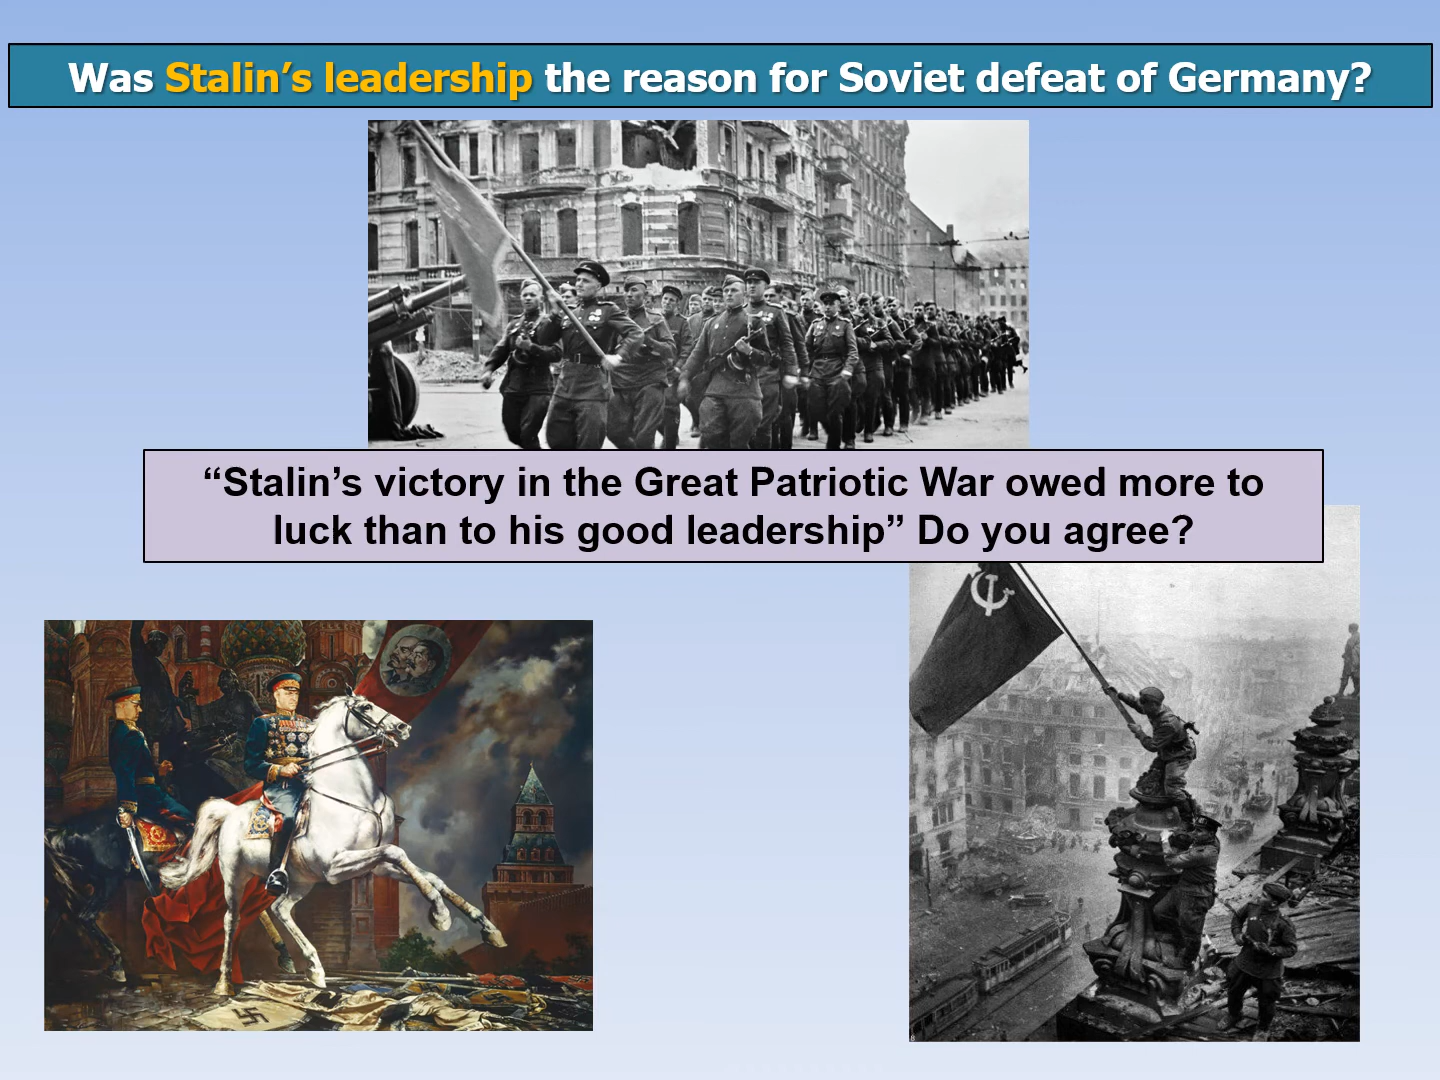 Was Stalin’s leadership the reason for Soviet defeat of Germany?
“Stalin’s victory in the Great Patriotic War owed more to
luck than to his good leadership” Do you agree?